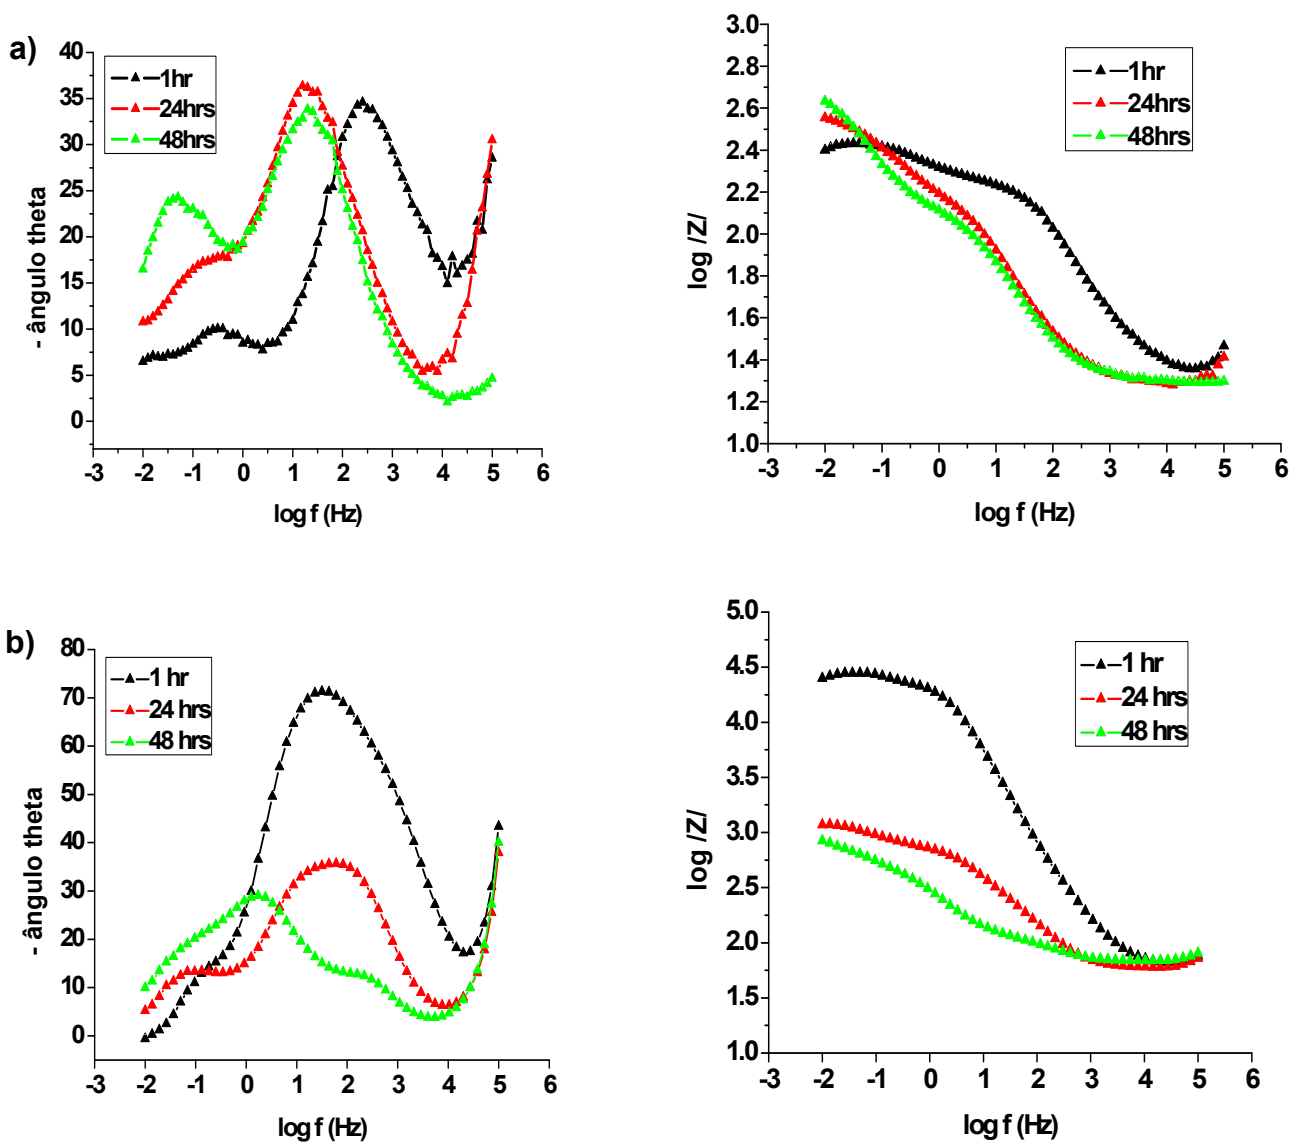 a)
40
35
30
25
20
15
10
5
0
- ângulo theta
1hr
24hrs
48hrs
-3 -2 -1 0 1 2 3 4 5 6
log f (Hz)
3.0
2.8
2.6
2.4
2.2
2.0
1.8
1.6
1.4
1.2
1.0
log /Z/
1hr
24hrs
48hrs
-3 -2 -1 0 1 2 3 4 5 6
log f (Hz)
b)
80
70
60
50
40
30
20
10
0
- ângulo theta
1 hr
24 hrs
48 hrs
-3 -2 -1 0 1 2 3 4 5 6
log f (Hz)
5.0
4.5
4.0
3.5
3.0
2.5
2.0
1.5
1.0
log /Z/
1 hr
24 hrs
48 hrs
-3 -2 -1 0 1 2 3 4 5 6
log f (Hz)